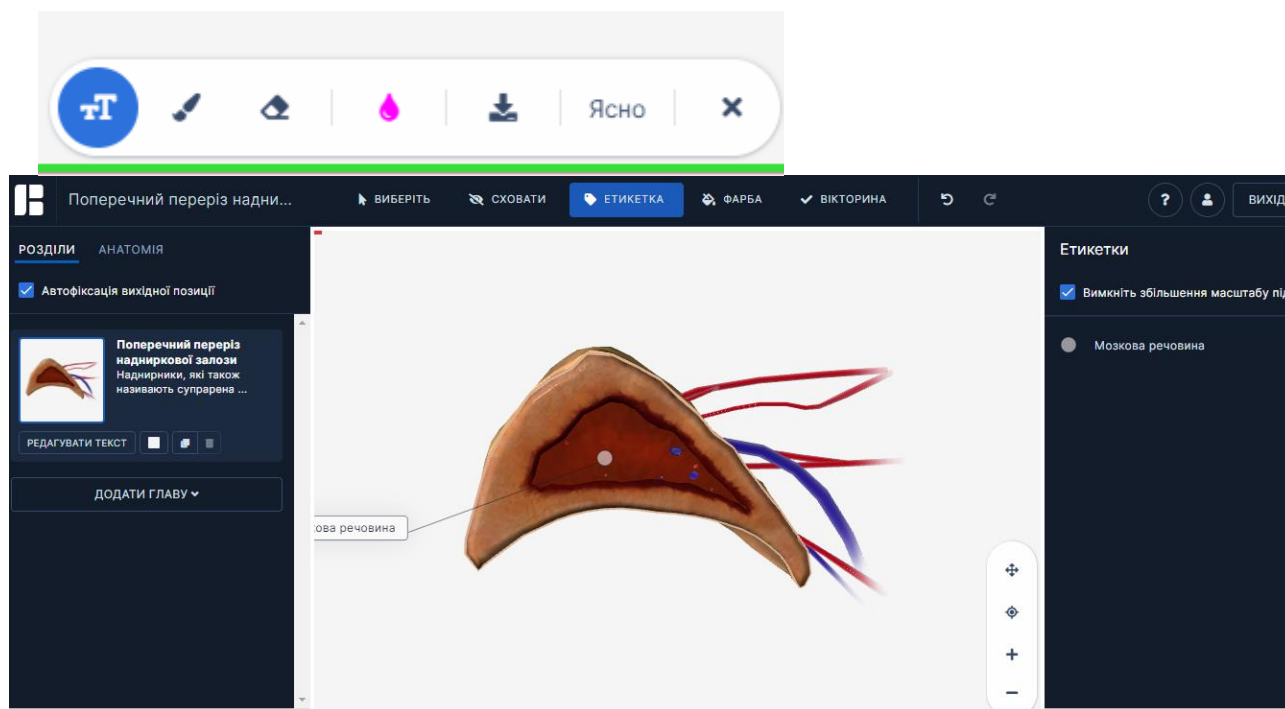 Ясно
Поперечний переріз надни...
ВИБЕРІТЬ
СХОВАТИ
ЕТИКЕТКА
ФАРБА
ВІКТОРИНА
?
ВИХІД
РОЗДІЛИ АНАТОМІЯ
Автофіксація вихідної позиції
Поперечний переріз
надниркової залози
Наднирники, які також
називають супрарена ...
РЕДАГУВАТИ ТЕКСТ
ДОДАТИ ГЛАВУ
ова речовина
Етикетки
Вимкніть збільшення масштабу під
Мозкова речовина